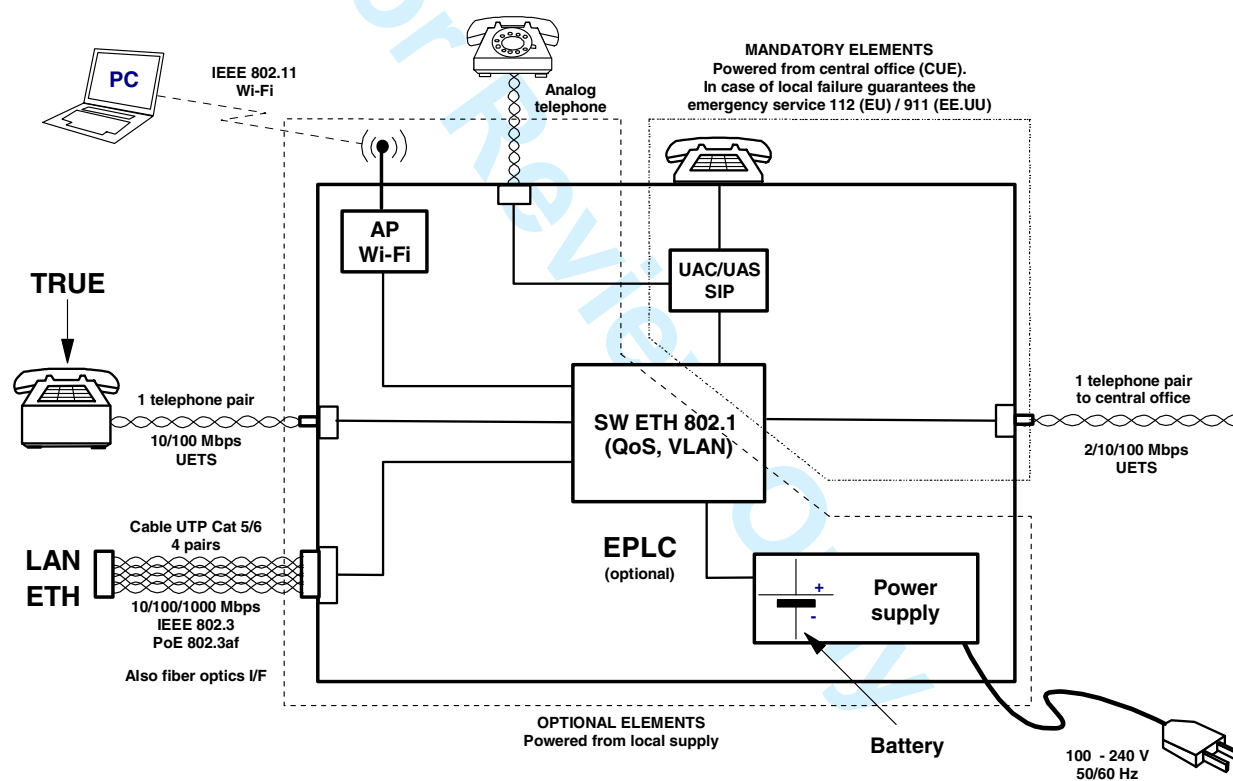 For Review Only
MANDATORY ELEMENTS
Powered from central office (CUE).
In case of local failure guarantees the
emergency service 112 (EU) / 911 (EE.UU)
PC
IEEE 802.11
Wi-Fi
Analog
telephone
AP
Wi-Fi
UAC/UAS
SIP
TRUE
1 telephone pair
10/100 Mbps
UETS
SW ETH 802.1
(QoS, VLAN)
1 telephone pair
to central office
2/10/100 Mbps
UETS
Cable UTP Cat 5/6
4 pairs
LAN
ETH
10/100/1000 Mbps
IEEE 802.3
PoE 802.3af
Also fiber optics I/F
EPLC
(optional)
+
-
Power
supply
OPTIONAL ELEMENTS
Powered from local supply
Battery
100 - 240 V
50/60 Hz